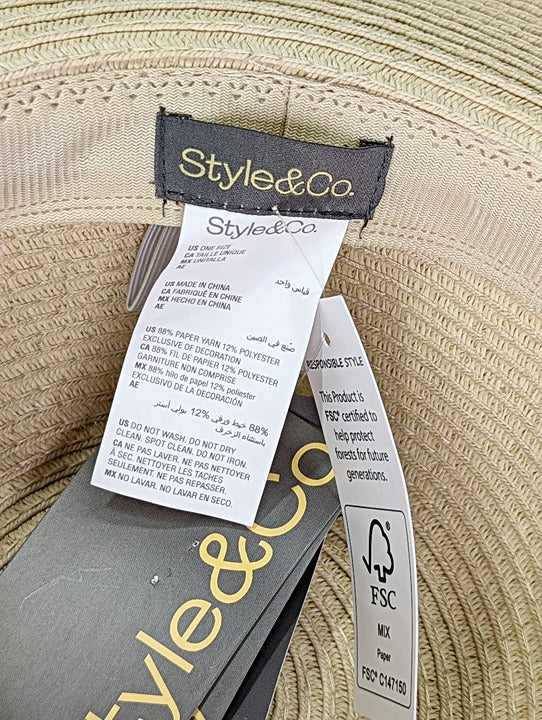 Style&Co.
Style&Co.
US ONE SIZE
CA TAILLE UNIQUE
MX UNITALLA
AE
قياس واحد
US MADE IN CHINA
CA FABRIQUÉ EN CHINE
MX HECHO EN CHINA
AE
صنع في الصين
US 88% PAPER YARN 12% POLYESTER
EXCLUSIVE OF DECORATION
CA 88% FIL DE PAPIER 12% POLYESTER
GARNITURE NON COMPRISE
MX 88% hilo de papel 12% poliester
EXCLUSIVO DE LA DECORACIÓN
AE
88% خيط ورقي 12% بولي أستر
باستثناء الزخرف
US DO NOT WASH. DO NOT DRY
CLEAN. SPOT CLEAN. DO NOT IRON.
CA NE PAS LAVER. NE PAS NETTOYER
À SEC. NETTOYER LES TACHES
SEULEMENT. NE PAS REPASSER.
MX NO LAVAR. NO LAVAR EN SECO.
RESPONSIBLE STYLE
This Product is
FSC® certified to
help protect
forests for future
generations.
FSC
MIX
Paper
FSC® C147150
Style&Co